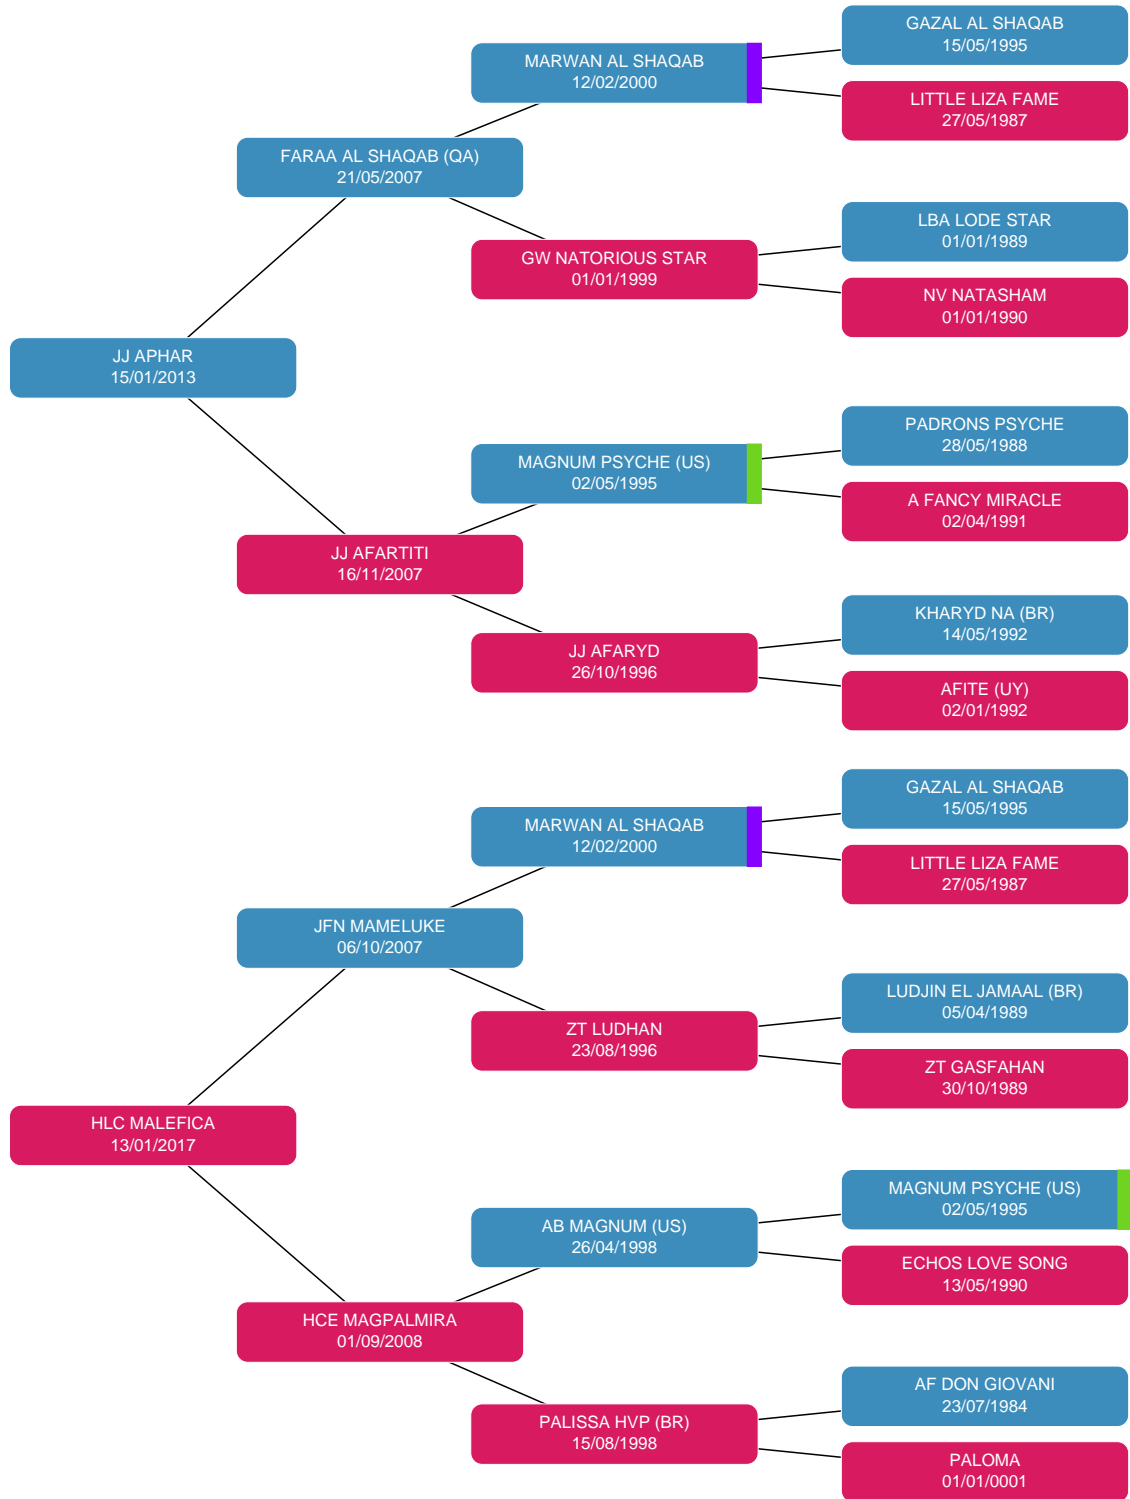 GAZAL AL SHAQAB
15/05/1995
MARWAN AL SHAQAB
12/02/2000
LITTLE LIZA FAME
27/05/1987
FARAA AL SHAQAB (QA)
21/05/2007
LBA LODE STAR
01/01/1989
GW NATORIOUS STAR
01/01/1999
NV NATASHAM
01/01/1990
JJ APHAR
15/01/2013
PADRONS PSYCHE
28/05/1988
MAGNUM PSYCHE (US)
02/05/1995
A FANCY MIRACLE
02/04/1991
JJ AFARTITI
16/11/2007
KHARYD NA (BR)
14/05/1992
JJ AFARYD
26/10/1996
AFITE (UY)
02/01/1992
GAZAL AL SHAQAB
15/05/1995
MARWAN AL SHAQAB
12/02/2000
LITTLE LIZA FAME
27/05/1987
JFN MAMELUKE
06/10/2007
LUDJIN EL JAMAAL (BR)
05/04/1989
ZT LUDHAN
23/08/1996
ZT GASFAHAN
30/10/1989
HLC MALEFICA
13/01/2017
MAGNUM PSYCHE (US)
02/05/1995
AB MAGNUM (US)
26/04/1998
ECHOS LOVE SONG
13/05/1990
HCE MAGPALMIRA
01/09/2008
AF DON GIOVANI
23/07/1984
PALISSA HVP (BR)
15/08/1998
PALOMA
01/01/0001